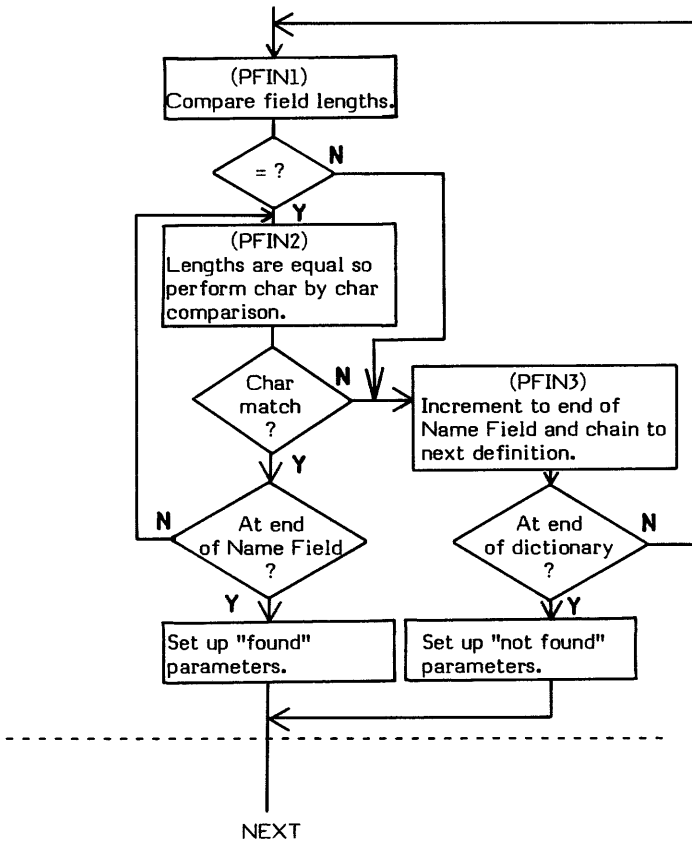 (PFIN1)
Compare field lengths.
= ?
N
Y
(PFIN2)
Lengths are equal so
perform char by char
comparison.
Char
match
?
N
Y
(PFIN3)
Increment to end of
Name Field and chain to
next definition.
At end
of Name Field
?
N
Y
At end
of dictionary
?
N
Y
Set up "found"
parameters.
Set up "not found"
parameters.
NEXT